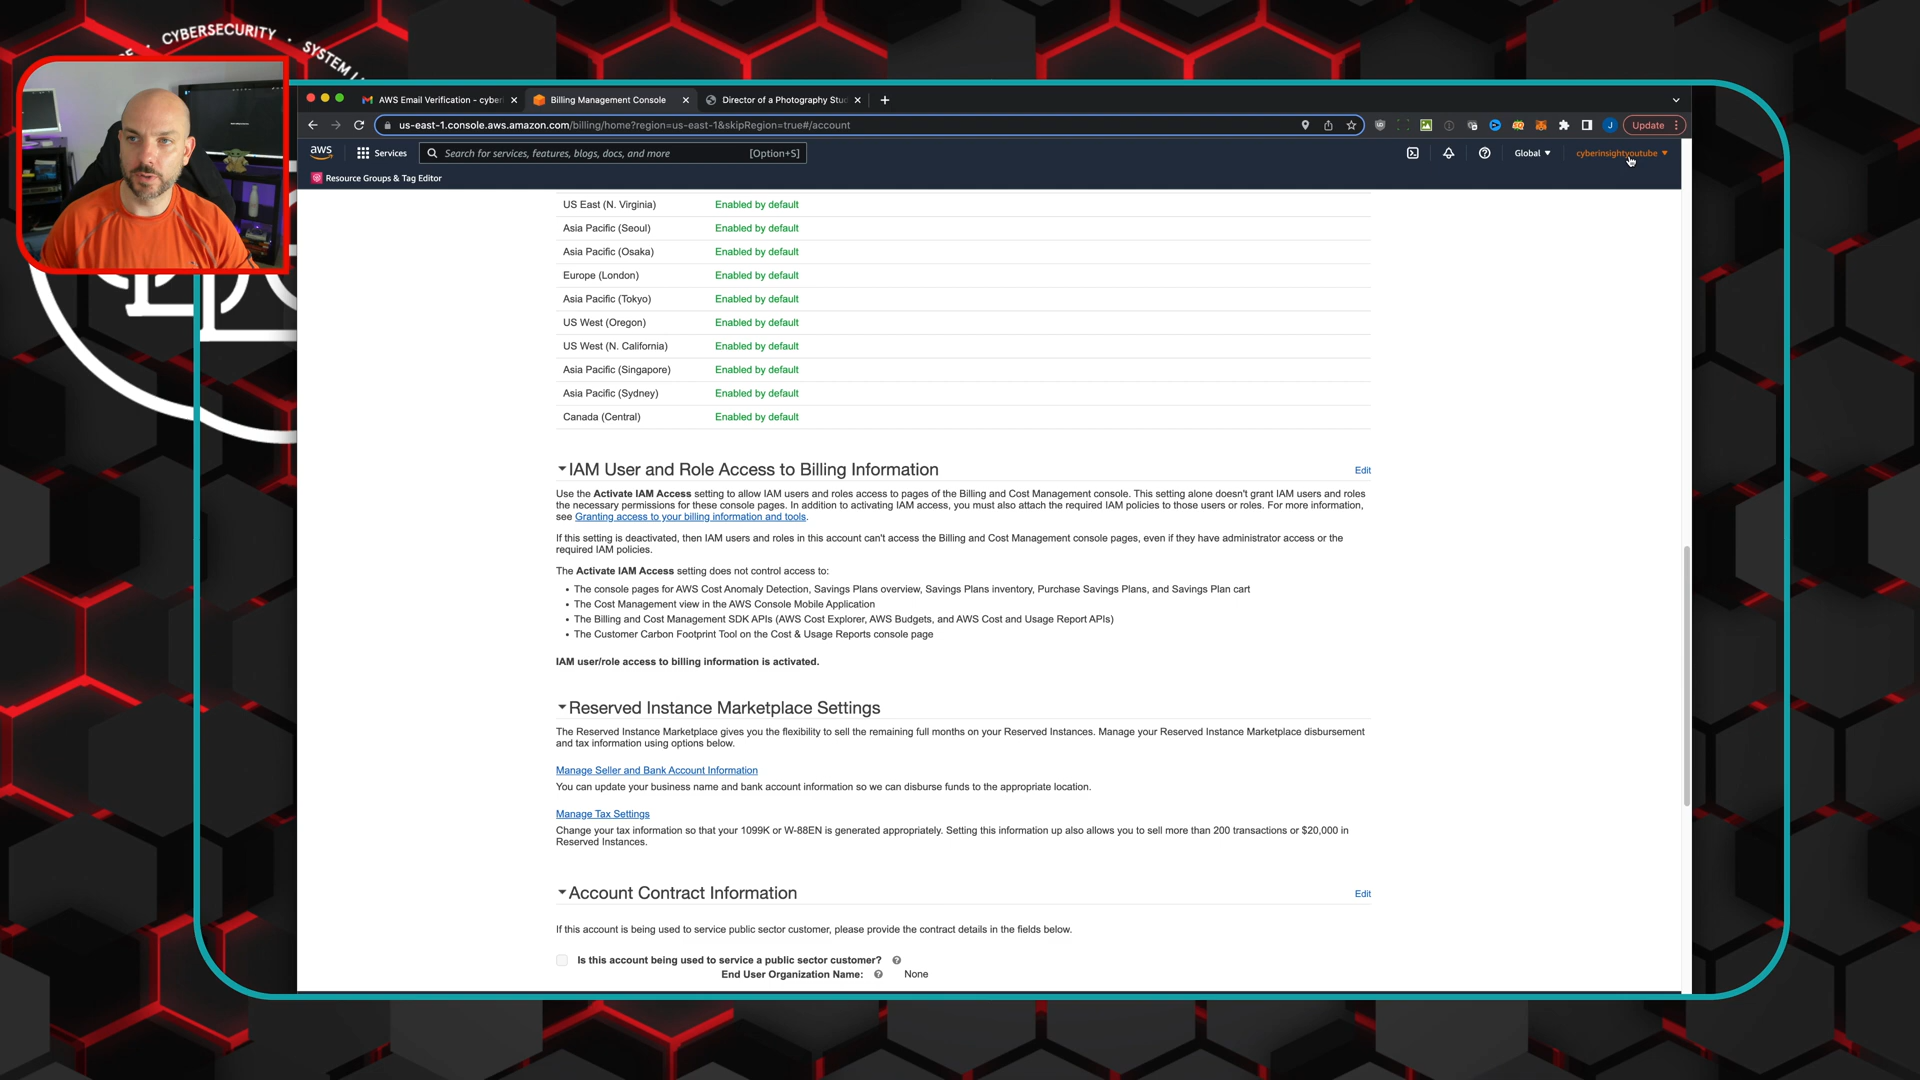 CYBERSECURITY · SYSTEM
AWS Email Verification - cyber
Billing Management Console
Director of a Photography Stud
us-east-1.console.aws.amazon.com/billing/home?region=us-east-1&skipRegion=true#/account
J
Update
aws
Services
Search for services, features, blogs, docs, and more
[Option+S]
Global
cyberinsightyoutube
Resource Groups & Tag Editor
US East (N. Virginia) Enabled by default
Asia Pacific (Seoul) Enabled by default
Asia Pacific (Osaka) Enabled by default
Europe (London) Enabled by default
Asia Pacific (Tokyo) Enabled by default
US West (Oregon) Enabled by default
US West (N. California) Enabled by default
Asia Pacific (Singapore) Enabled by default
Asia Pacific (Sydney) Enabled by default
Canada (Central) Enabled by default
IAM User and Role Access to Billing Information
Edit
Use the Activate IAM Access setting to allow IAM users and roles access to pages of the Billing and Cost Management console. This setting alone doesn't grant IAM users and roles
the necessary permissions for these console pages. In addition to activating IAM access, you must also attach the required IAM policies to those users or roles. For more information,
see Granting access to your billing information and tools.
If this setting is deactivated, then IAM users and roles in this account can't access the Billing and Cost Management console pages, even if they have administrator access or the
required IAM policies.
The Activate IAM Access setting does not control access to:
• The console pages for AWS Cost Anomaly Detection, Savings Plans overview, Savings Plans inventory, Purchase Savings Plans, and Savings Plan cart
• The Cost Management view in the AWS Console Mobile Application
• The Billing and Cost Management SDK APIs (AWS Cost Explorer, AWS Budgets, and AWS Cost and Usage Report APIs)
• The Customer Carbon Footprint Tool on the Cost & Usage Reports console page
IAM user/role access to billing information is activated.
Reserved Instance Marketplace Settings
The Reserved Instance Marketplace gives you the flexibility to sell the remaining full months on your Reserved Instances. Manage your Reserved Instance Marketplace disbursement
and tax information using options below.
Manage Seller and Bank Account Information
You can update your business name and bank account information so we can disburse funds to the appropriate location.
Manage Tax Settings
Change your tax information so that your 1099K or W-88EN is generated appropriately. Setting this information up also allows you to sell more than 200 transactions or $20,000 in
Reserved Instances.
Account Contract Information
Edit
If this account is being used to service public sector customer, please provide the contract details in the fields below.
Is this account being used to service a public sector customer?
End User Organization Name: None